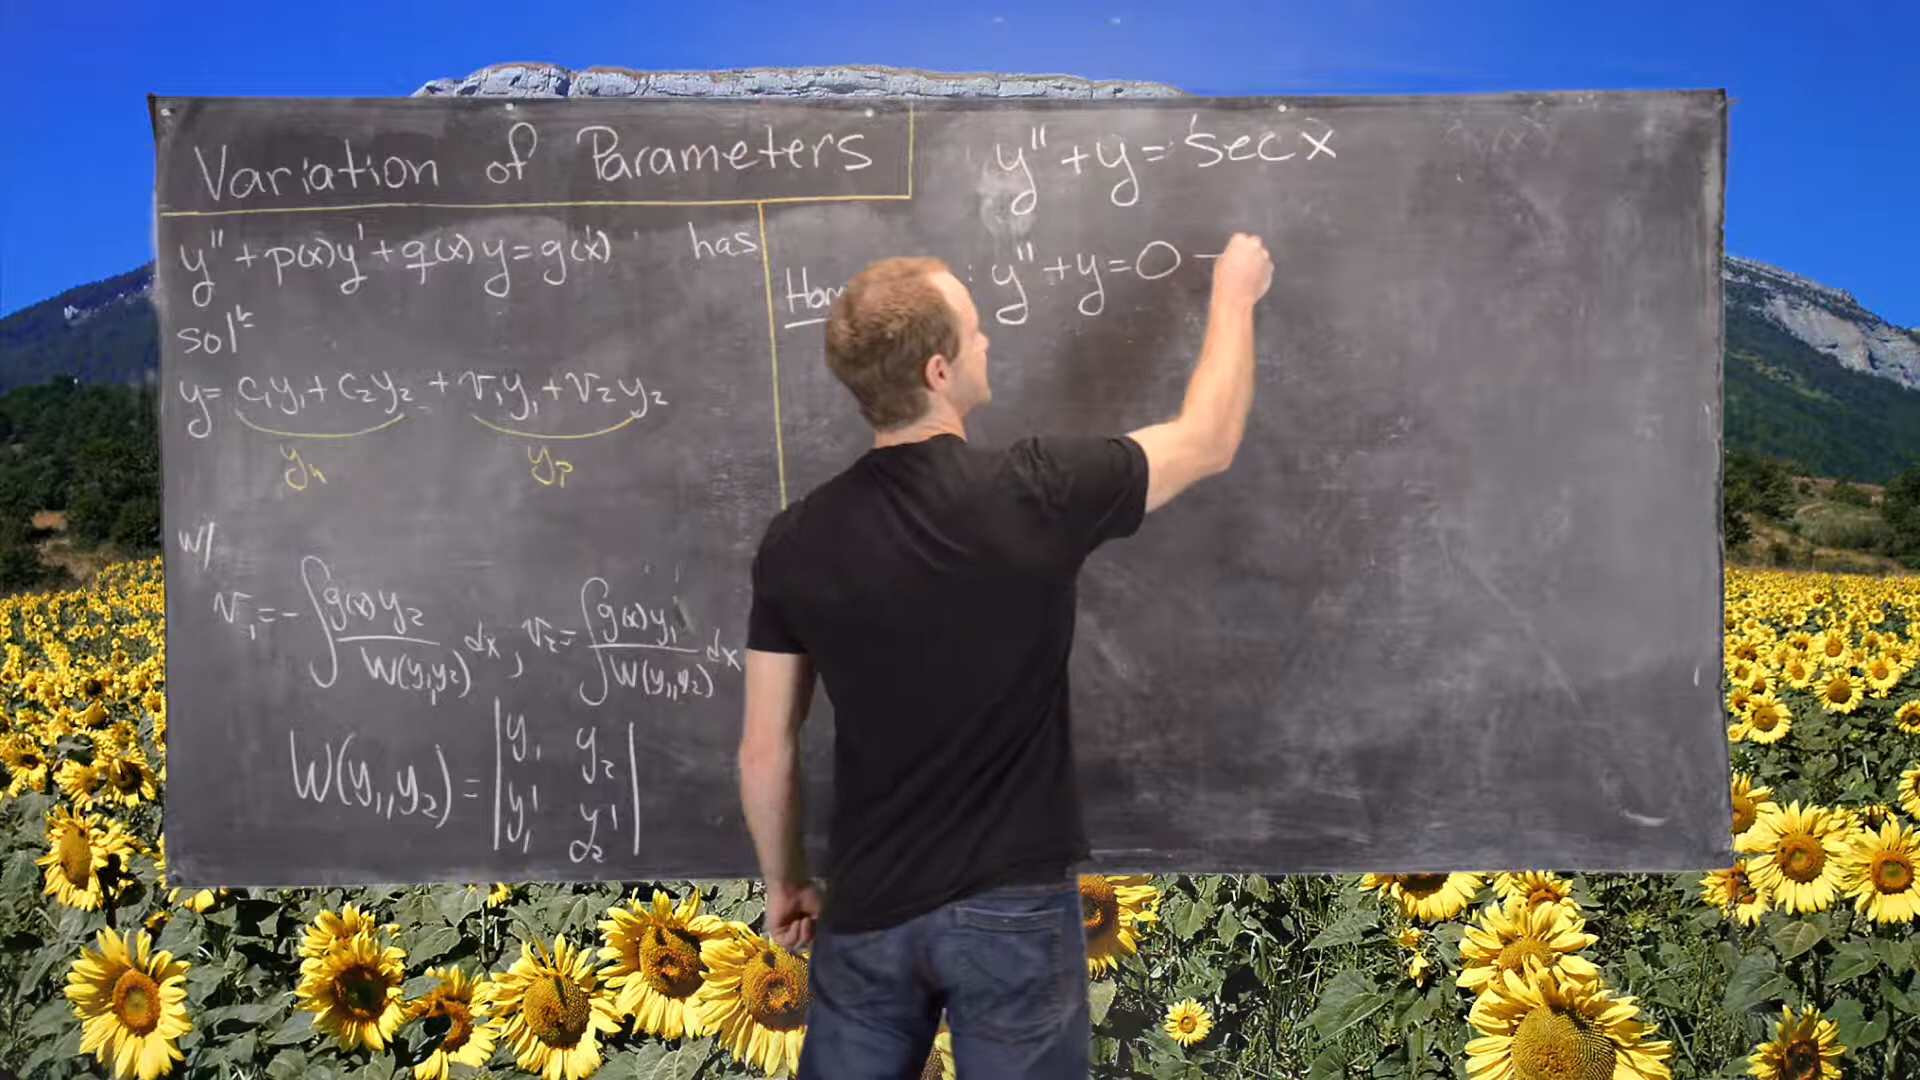 Variation of Parameters
y'' + p(x)y' + q(x)y = g(x) has
sol^n
y = c₁y₁ + c₂y₂ + v₁y₁ + v₂y₂
y_h y_p
w/
v₁ = -∫ g(x)y₂ / W(y₁,y₂) dx, v₂ = ∫ g(x)y₁ / W(y₁,y₂) dx
W(y₁,y₂) = | y₁ y₂ |
| y₁' y₂' |
y'' + y = sec x
: y'' + y = 0